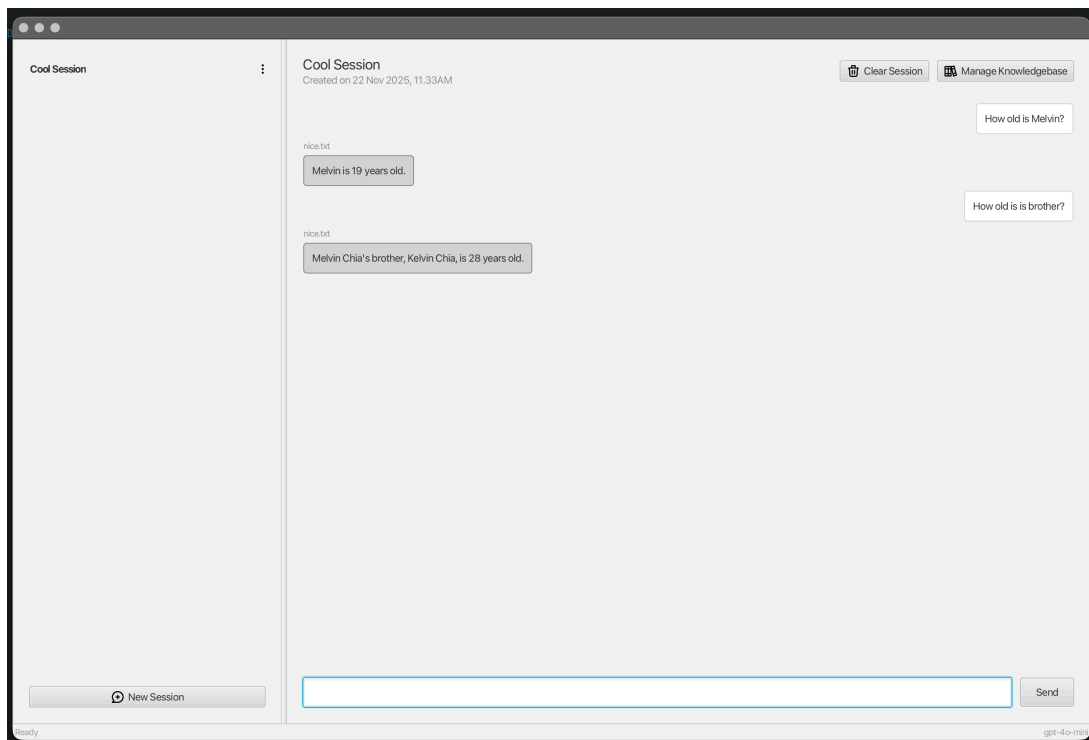 Cool Session
Cool Session
Created on 22 Nov 2025, 11.33AM
Clear Session
Manage Knowledgebase
How old is Melvin?
nice.txt
Melvin is 19 years old.
How old is is brother?
nice.txt
Melvin Chia's brother, Kelvin Chia, is 28 years old.
New Session
Send
Ready
gpt-4o-mini